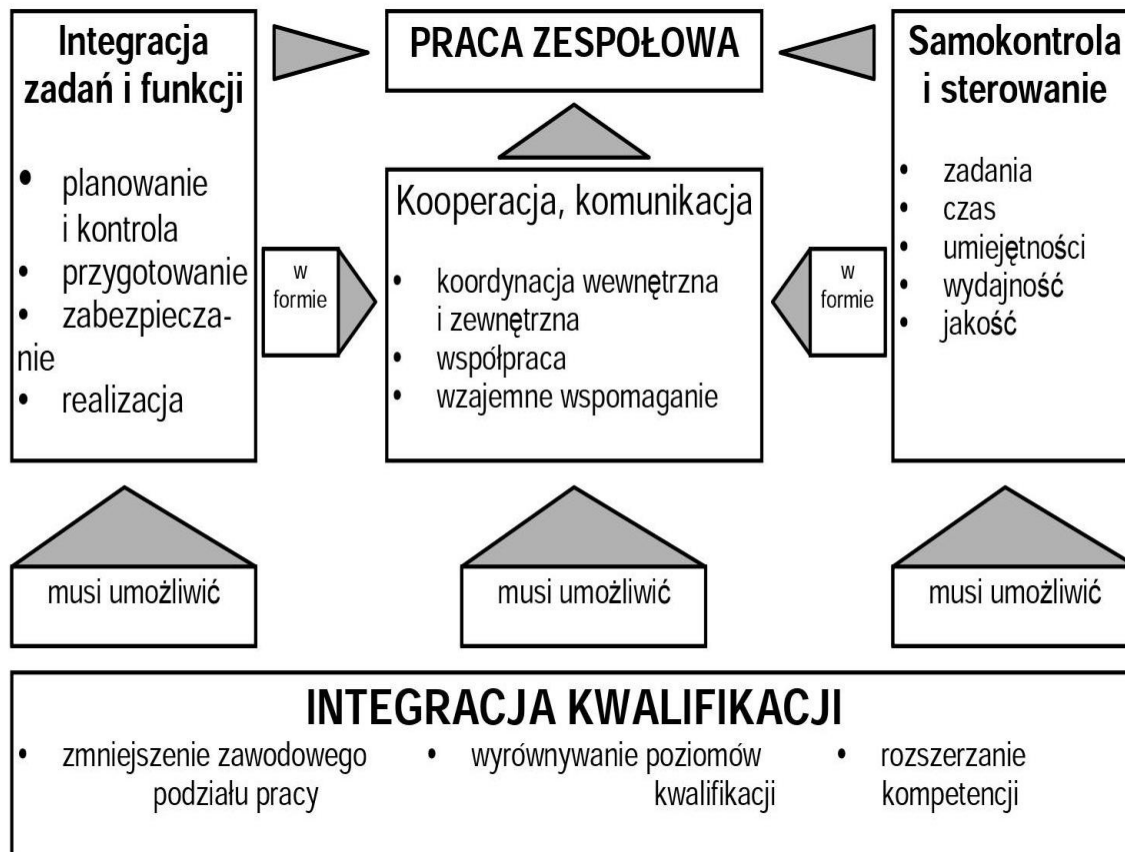 Integracja
zadań i funkcji
• planowanie
i kontrola
• przygotowanie
• zabezpiecza-
nie
• realizacja
PRACA ZESPOŁOWA
Samokontrola
i sterowanie
• zadania
• czas
• umiejętności
• wydajność
• jakość
w
formie
Kooperacja, komunikacja
• koordynacja wewnętrzna
i zewnętrzna
• współpraca
• wzajemne wspomaganie
w
formie
musi umożliwić
musi umożliwić
musi umożliwić
INTEGRACJA KWALIFIKACJI
• zmniejszenie zawodowego
podziału pracy
• wyrównywanie poziomów
kwalifikacji
• rozszerzanie
kompetencji